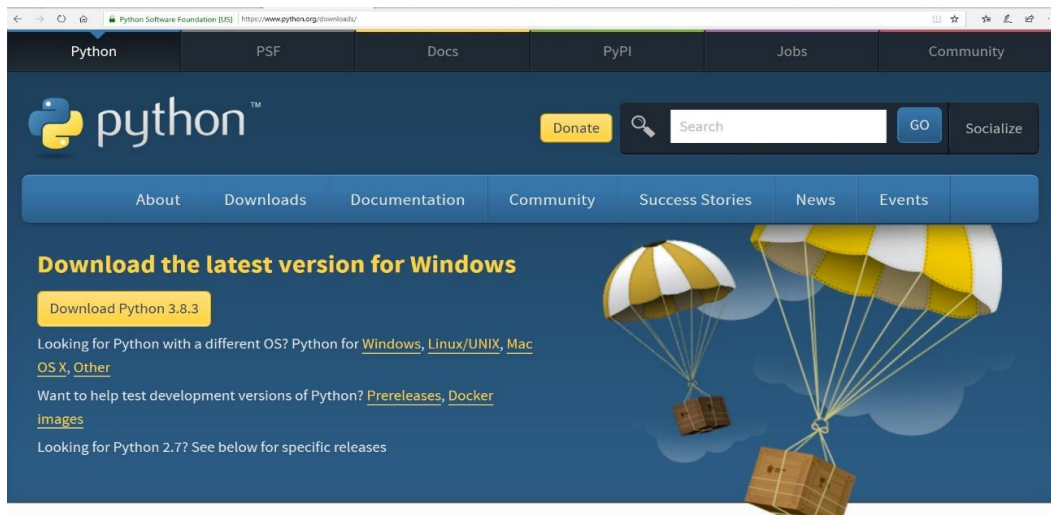 Python Software Foundation [US] https://www.python.org/downloads/
Python PSF Docs PyPI Jobs Community
python™
Donate Search GO Socialize
About Downloads Documentation Community Success Stories News Events
Download the latest version for Windows
Download Python 3.8.3
Looking for Python with a different OS? Python for Windows, Linux/UNIX, Mac
OS X, Other
Want to help test development versions of Python? Prereleases, Docker
images
Looking for Python 2.7? See below for specific releases